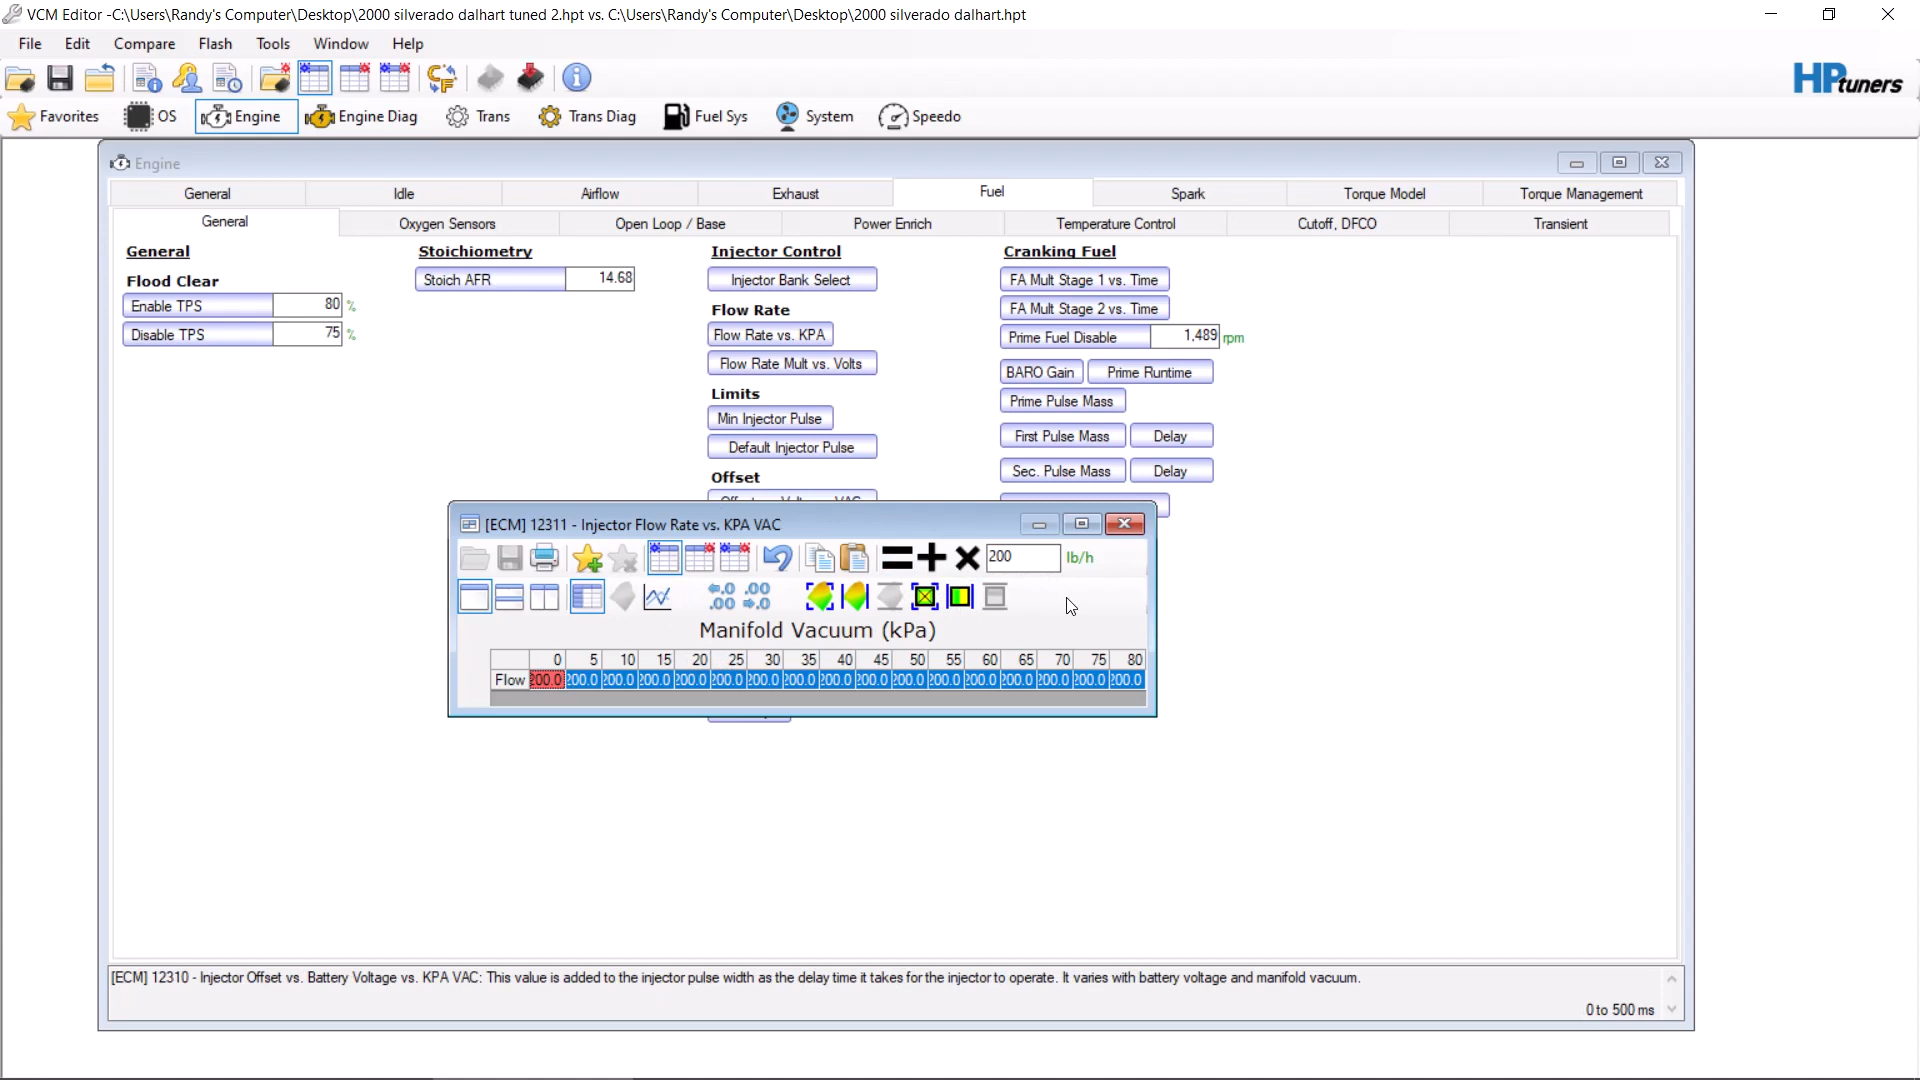 VCM Editor -C:\Users\Randy's Computer\Desktop\2000 silverado dalhart tuned 2.hpt vs. C:\Users\Randy's Computer\Desktop\2000 silverado dalhart.hpt
File Edit Compare Flash Tools Window Help
HPtuners
Favorites OS Engine Engine Diag Trans Trans Diag Fuel Sys System Speedo
Engine
General Idle Airflow Exhaust Fuel Spark Torque Model Torque Management
General Oxygen Sensors Open Loop / Base Power Enrich Temperature Control Cutoff, DFCO Transient
General Stoichiometry Injector Control Cranking Fuel
Flood Clear Stoich AFR 14.68 Injector Bank Select FA Mult Stage 1 vs. Time
Enable TPS 80 % Flow Rate FA Mult Stage 2 vs. Time
Disable TPS 75 % Flow Rate vs. KPA Prime Fuel Disable 1,489 rpm
Flow Rate Mult vs. Volts BARO Gain Prime Runtime
Limits Prime Pulse Mass
Min Injector Pulse First Pulse Mass Delay
Default Injector Pulse Sec. Pulse Mass Delay
Offset
[ECM] 12311 - Injector Flow Rate vs. KPA VAC
200 lb/h
Manifold Vacuum (kPa)
0 5 10 15 20 25 30 35 40 45 50 55 60 65 70 75 80
Flow 200.0 200.0 200.0 200.0 200.0 200.0 200.0 200.0 200.0 200.0 200.0 200.0 200.0 200.0 200.0 200.0 200.0
[ECM] 12310 - Injector Offset vs. Battery Voltage vs. KPA VAC: This value is added to the injector pulse width as the delay time it takes for the injector to operate. It varies with battery voltage and manifold vacuum.
0 to 500 ms